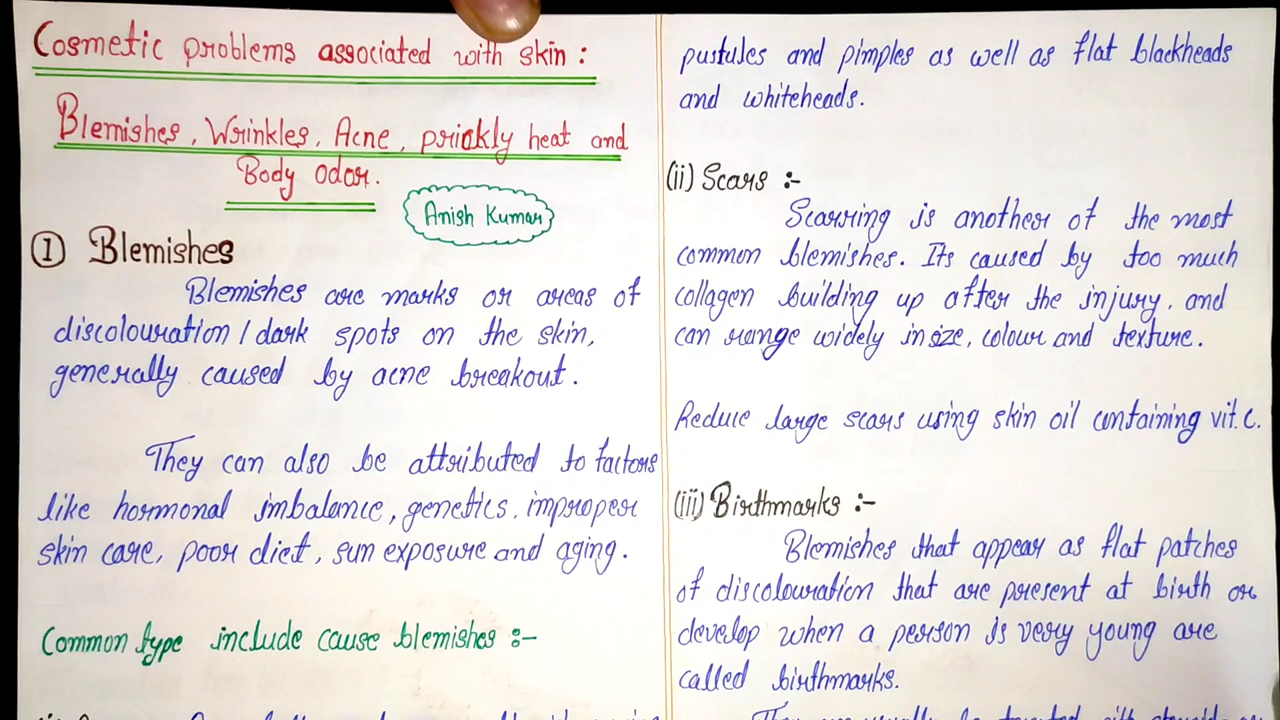 Cosmetic problems associated with skin :
Blemishes, Wrinkles, Acne, prickly heat and
Body odor.
Anish Kumar
① Blemishes
Blemishes are marks or areas of
discolouration / dark spots on the skin,
generally caused by acne breakout.
They can also be attributed to factors
like hormonal imbalance, genetics, improper
skin care, poor diet, sun exposure and aging.
Common type include cause blemishes :-
pustules and pimples as well as flat blackheads
and whiteheads.
(ii) Scars :-
Scarring is another of the most
common blemishes. Its caused by too much
collagen building up after the injury, and
can range widely in size, colour and texture.
Reduce large scars using skin oil containing vit. C.
(iii) Birthmarks :-
Blemishes that appear as flat patches
of discolouration that are present at birth or
develop when a person is very young are
called birthmarks.